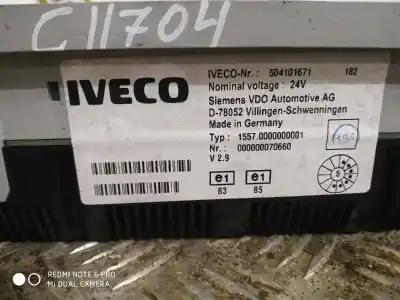 C11704
IVECO
IVECO-Nr.: 504101671 182
Nominal voltage: 24V
Siemens VDO Automotive AG
D-78052 Villingen-Schwenningen
Made in Germany
Typ: 1557.0000000001
Nr.: 000000070660
V 2.9
e1 e1
83 85
REDMI NOTE 6 PRO
MI DUAL CAMERA